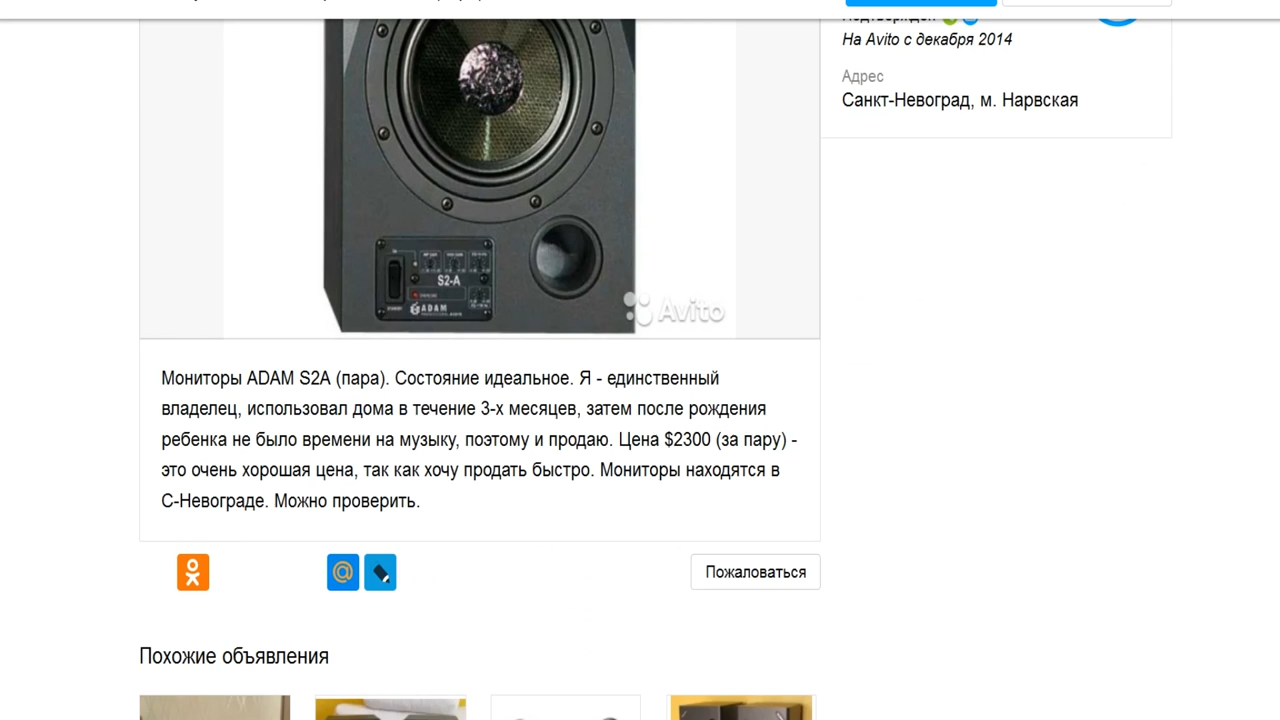 На Avito с декабря 2014
Адрес
Санкт-Невоград, м. Нарвская
S2-A
ADAM
Avito
Мониторы ADAM S2A (пара). Состояние идеальное. Я - единственный
владелец, использовал дома в течение 3-х месяцев, затем после рождения
ребенка не было времени на музыку, поэтому и продаю. Цена $2300 (за пару) -
это очень хорошая цена, так как хочу продать быстро. Мониторы находятся в
С-Невограде. Можно проверить.
Пожаловаться
Похожие объявления